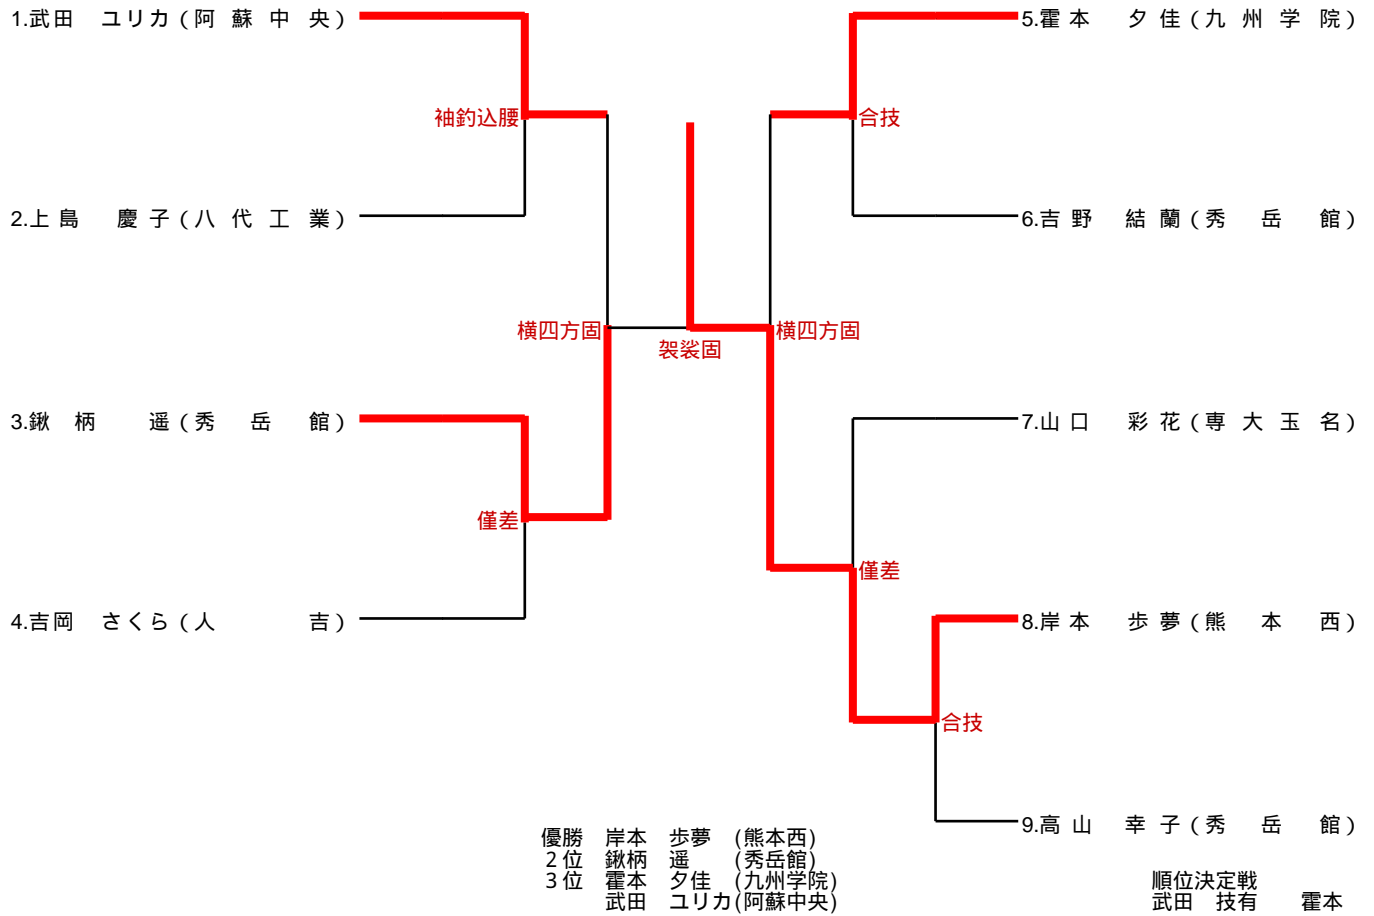 1.武田 ユリカ(阿蘇中央)
5.霍本 夕佳(九州学院)
袖釣込腰
合技
2.上島 慶子(八代工業)
6.吉野 結蘭(秀岳館)
横四方固
横四方固
袈裟固
3.鍬柄 遥(秀岳館)
7.山口 彩花(専大玉名)
僅差
僅差
4.吉岡 さくら(人吉)
8.岸本 歩夢(熊本西)
合技
9.高山 幸子(秀岳館)
優勝 岸本 歩夢 (熊本西)
2位 鍬柄 遥 (秀岳館)
3位 霍本 夕佳 (九州学院)
武田 ユリカ(阿蘇中央)
順位決定戦
武田 技有 霍本